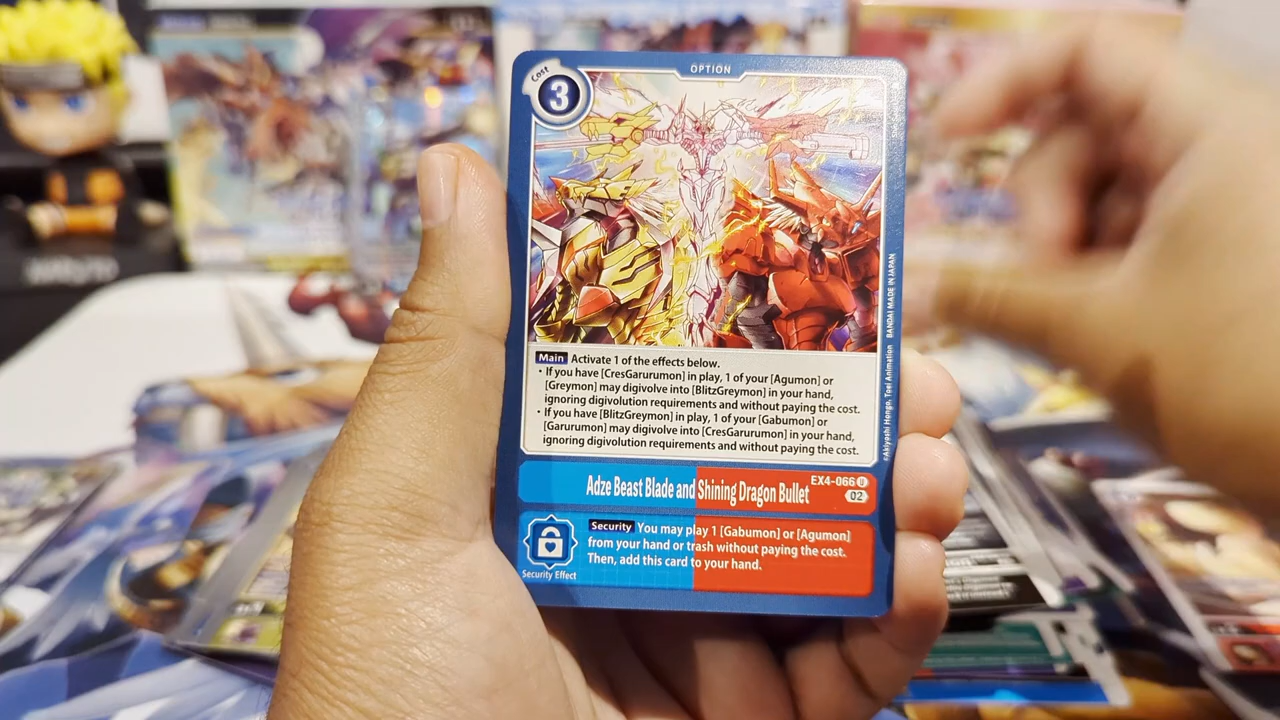 OPTION
Cost
3
Main Activate 1 of the effects below.
・If you have [CresGarurumon] in play, 1 of your [Agumon] or
[Greymon] may digivolve into [BlitzGreymon] in your hand,
ignoring digivolution requirements and without paying the cost.
・If you have [BlitzGreymon] in play, 1 of your [Gabumon] or
[Garurumon] may digivolve into [CresGarurumon] in your hand,
ignoring digivolution requirements and without paying the cost.
©Akiyoshi Hongo, Toei Animation BANDAI MADE IN JAPAN
EX4-066 U
Adze Beast Blade and Shining Dragon Bullet
02
Security You may play 1 [Gabumon] or [Agumon]
from your hand or trash without paying the cost.
Then, add this card to your hand.
Security Effect
NARUTO